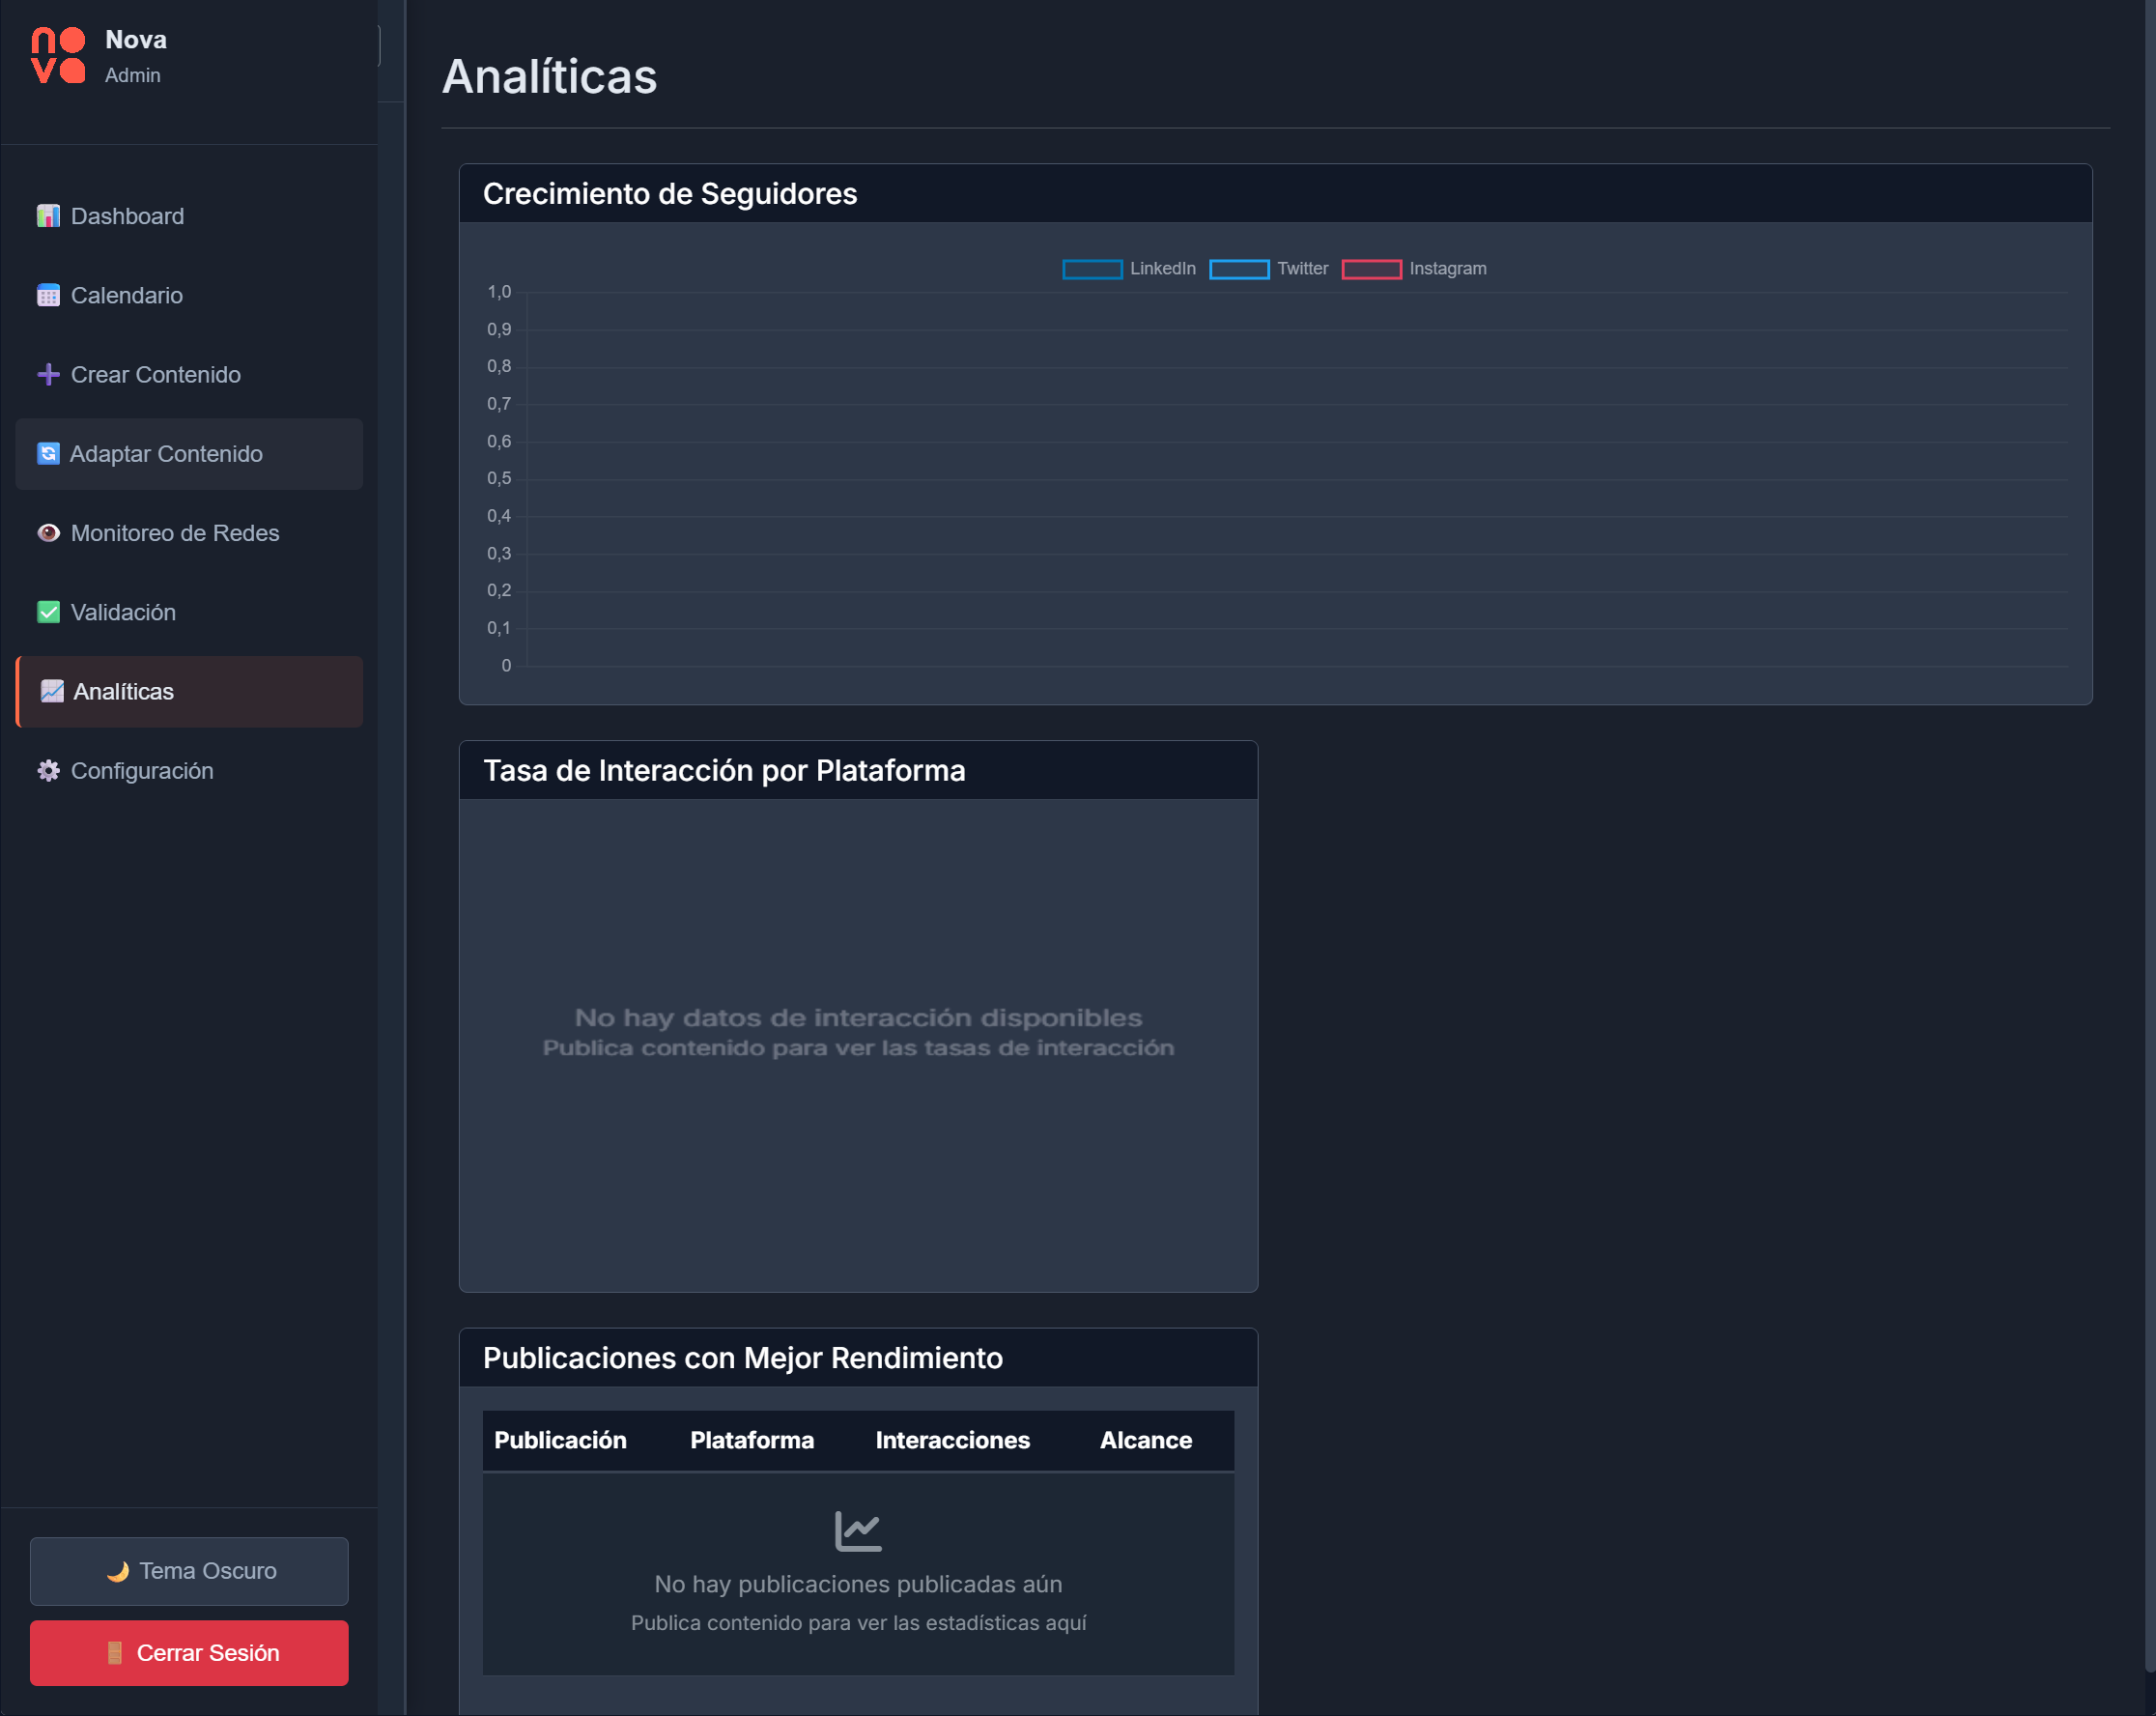 Nova
Admin
Dashboard
Calendario
Crear Contenido
Adaptar Contenido
Monitoreo de Redes
Validación
Analíticas
Configuración
Tema Oscuro
Cerrar Sesión
Analíticas
Crecimiento de Seguidores
LinkedIn Twitter Instagram
1,0
0,9
0,8
0,7
0,6
0,5
0,4
0,3
0,2
0,1
0
Tasa de Interacción por Plataforma
No hay datos de interacción disponibles
Publica contenido para ver las tasas de interacción
Publicaciones con Mejor Rendimiento
Publicación Plataforma Interacciones Alcance
No hay publicaciones publicadas aún
Publica contenido para ver las estadísticas aquí